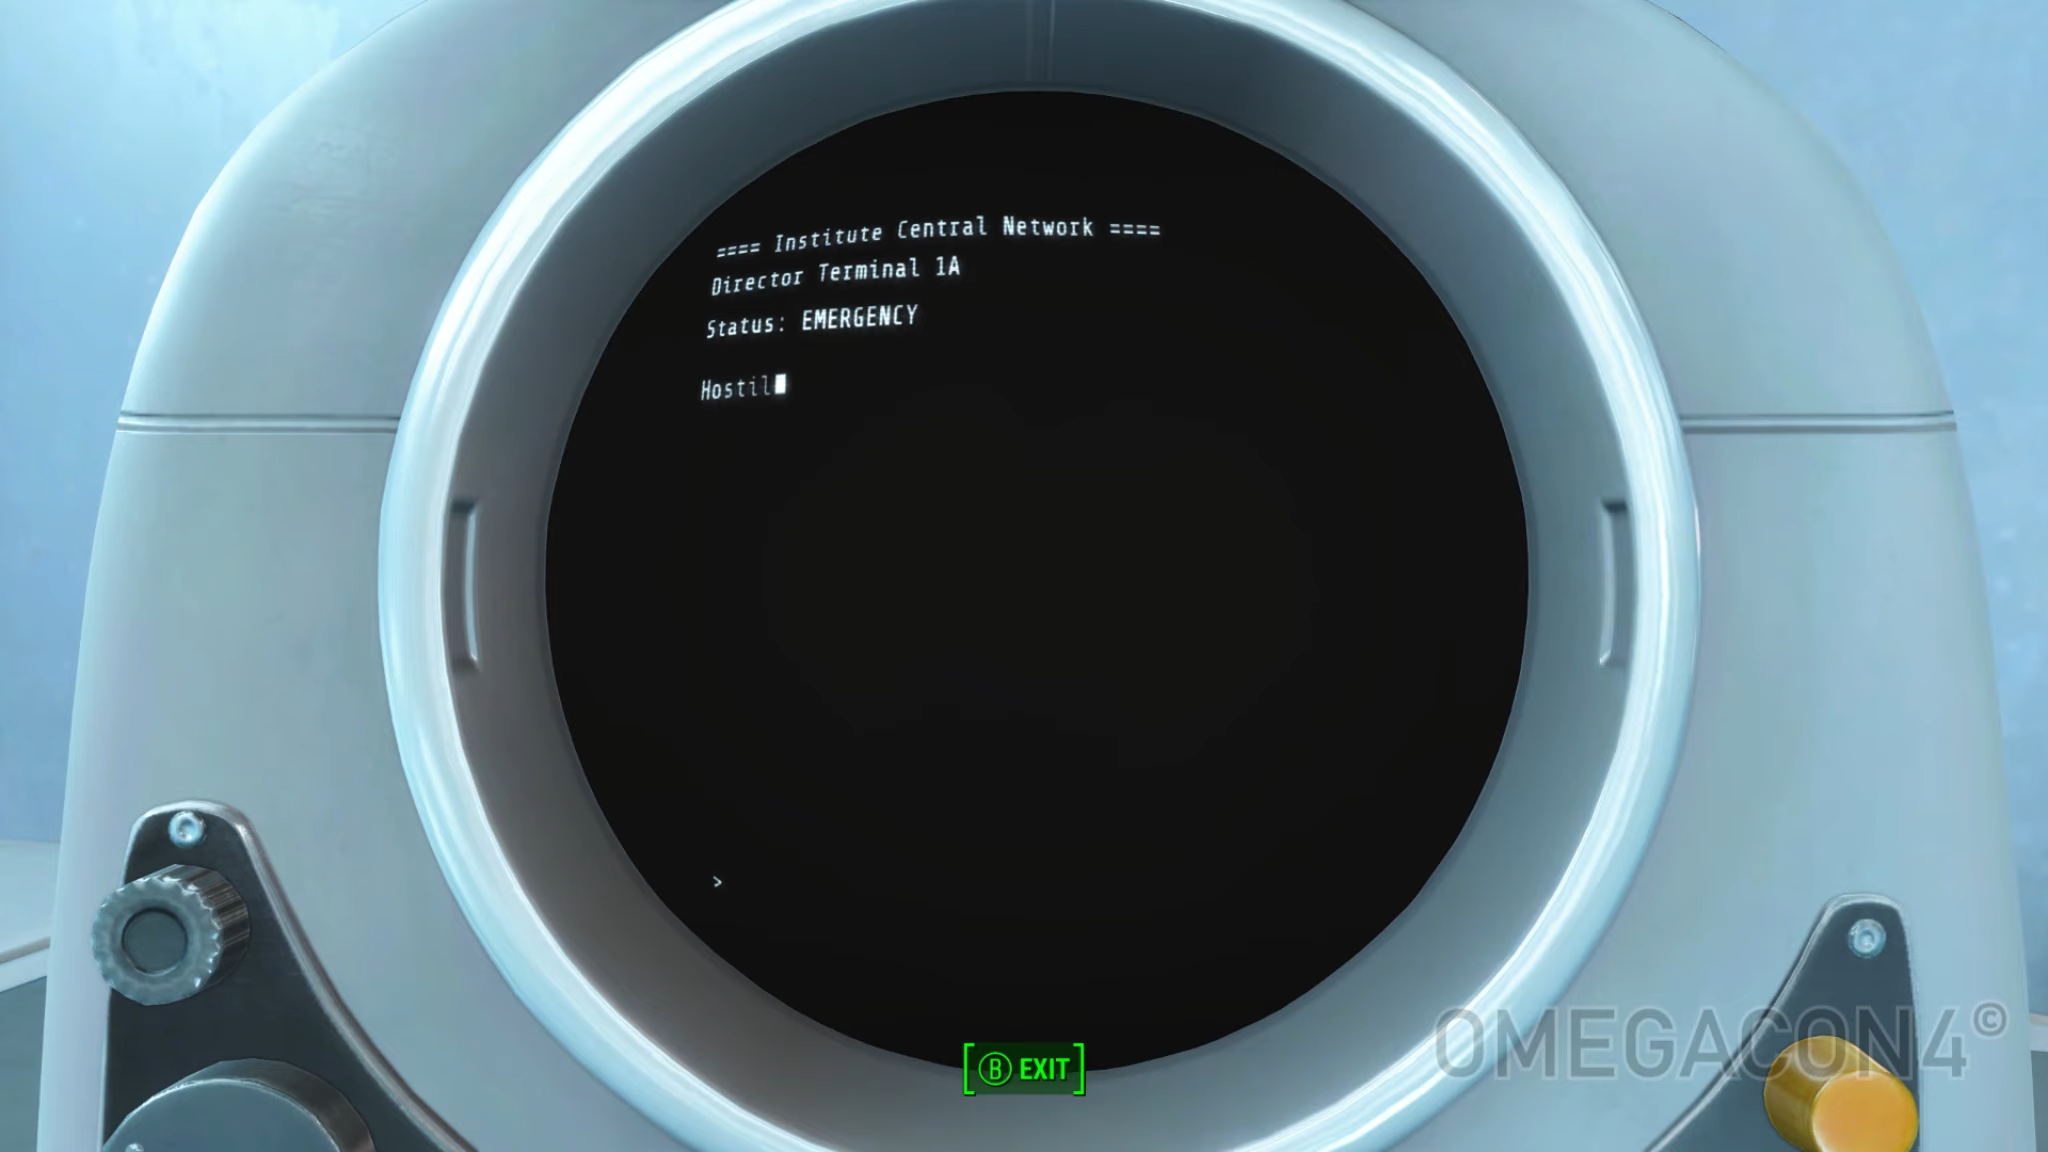 ==== Institute Central Network ====
Director Terminal 1A
Status: EMERGENCY
Hostil
>
Ⓑ EXIT
OMEGACON4©